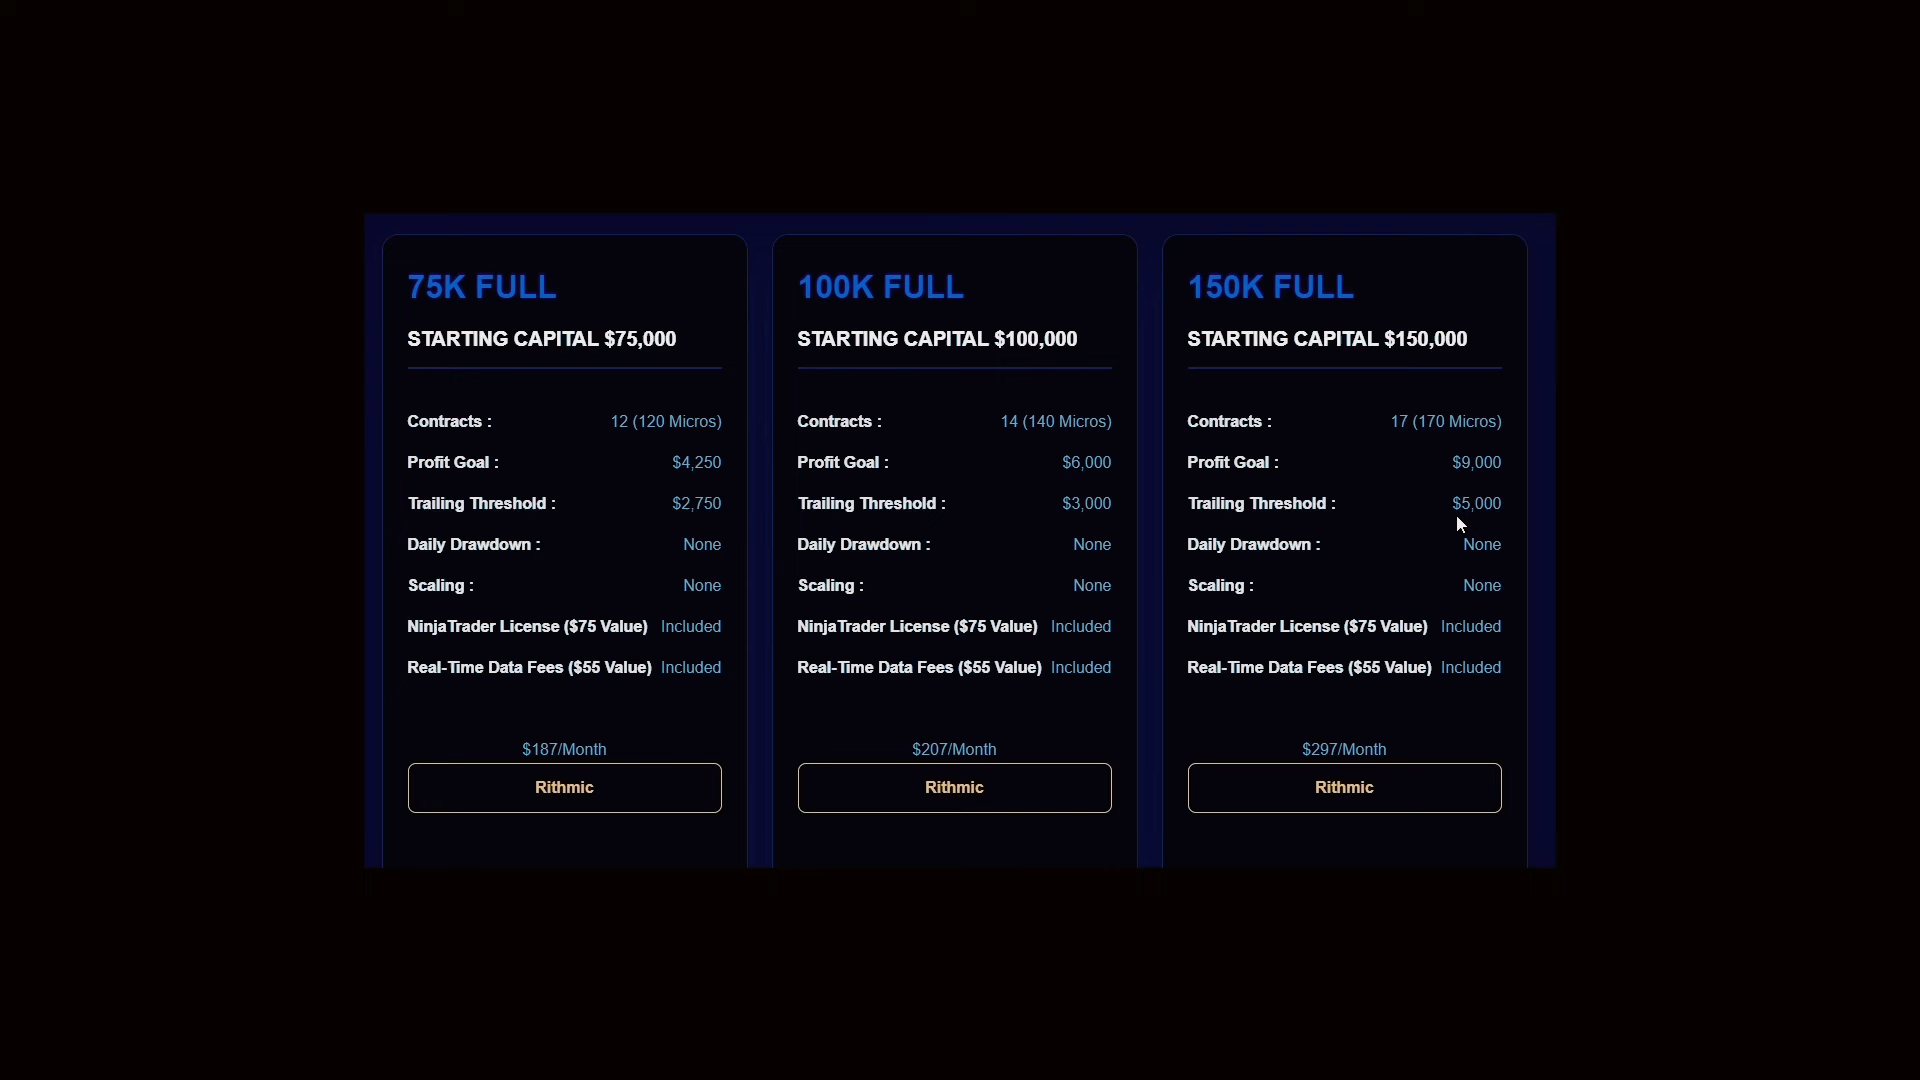 75K FULL
STARTING CAPITAL $75,000
Contracts : 12 (120 Micros)
Profit Goal : $4,250
Trailing Threshold : $2,750
Daily Drawdown : None
Scaling : None
NinjaTrader License ($75 Value) Included
Real-Time Data Fees ($55 Value) Included
$187/Month
Rithmic
100K FULL
STARTING CAPITAL $100,000
Contracts : 14 (140 Micros)
Profit Goal : $6,000
Trailing Threshold : $3,000
Daily Drawdown : None
Scaling : None
NinjaTrader License ($75 Value) Included
Real-Time Data Fees ($55 Value) Included
$207/Month
Rithmic
150K FULL
STARTING CAPITAL $150,000
Contracts : 17 (170 Micros)
Profit Goal : $9,000
Trailing Threshold : $5,000
Daily Drawdown : None
Scaling : None
NinjaTrader License ($75 Value) Included
Real-Time Data Fees ($55 Value) Included
$297/Month
Rithmic